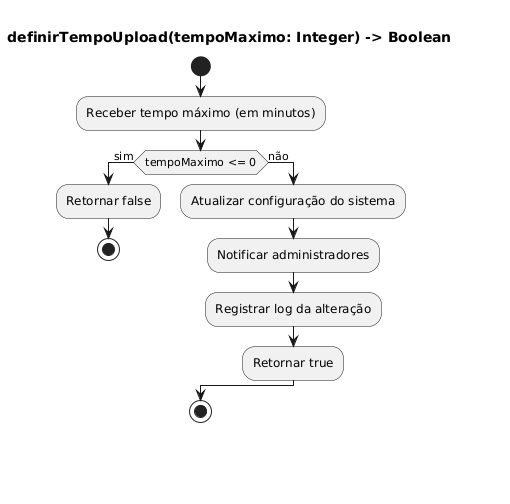 definirTempoUpload(tempoMaximo: Integer) -> Boolean
Receber tempo máximo (em minutos)
sim
tempoMaximo <= 0
não
Retornar false
Atualizar configuração do sistema
Notificar administradores
Registrar log da alteração
Retornar true